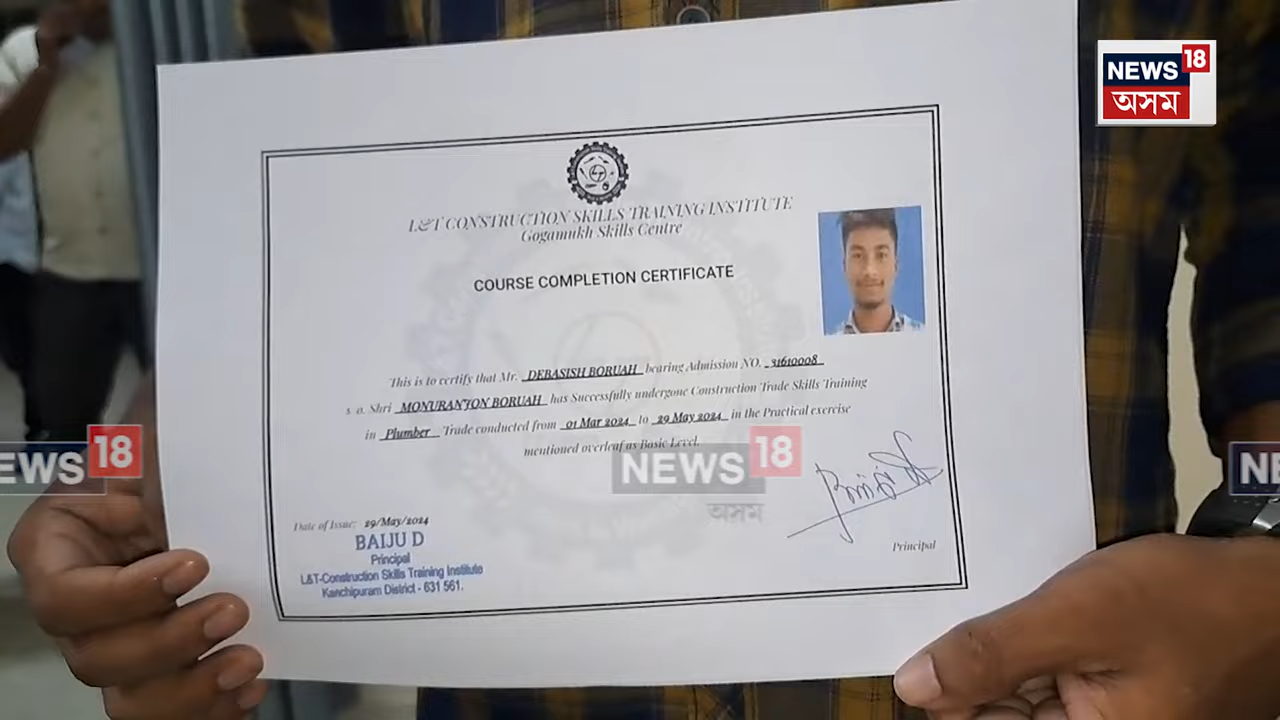 NEWS 18
অসম
L&T CONSTRUCTION SKILLS TRAINING INSTITUTE
Gogamukh Skills Centre
COURSE COMPLETION CERTIFICATE
This is to certify that Mr. DEBASISH BORUAH bearing Admission NO. 31610008
s. o. Shri MONURANJON BORUAH has Successfully undergone Construction Trade Skills Training
in Plumber Trade conducted from 01 Mar 2024 to 29 May 2024 in the Practical exercise
mentioned overleaf as Basic Level.
EWS 18
NEWS 18
অসম
NE
Date of Issue: 29/May/2024
BAIJU D
Principal
L&T-Construction Skills Training Institute
Kanchipuram District - 631 561.
Principal